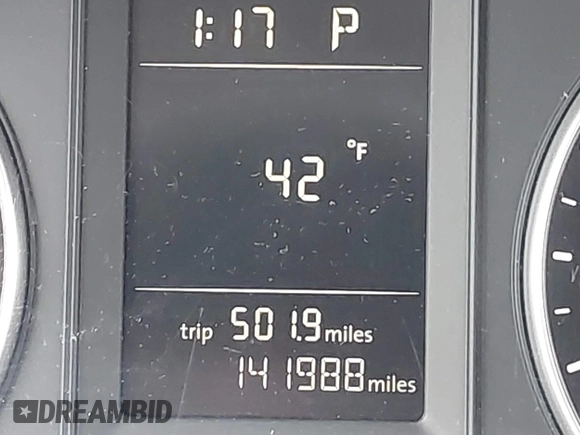 1:17 P
42 °F
trip 501.9 miles
141988 miles
DREAMBID